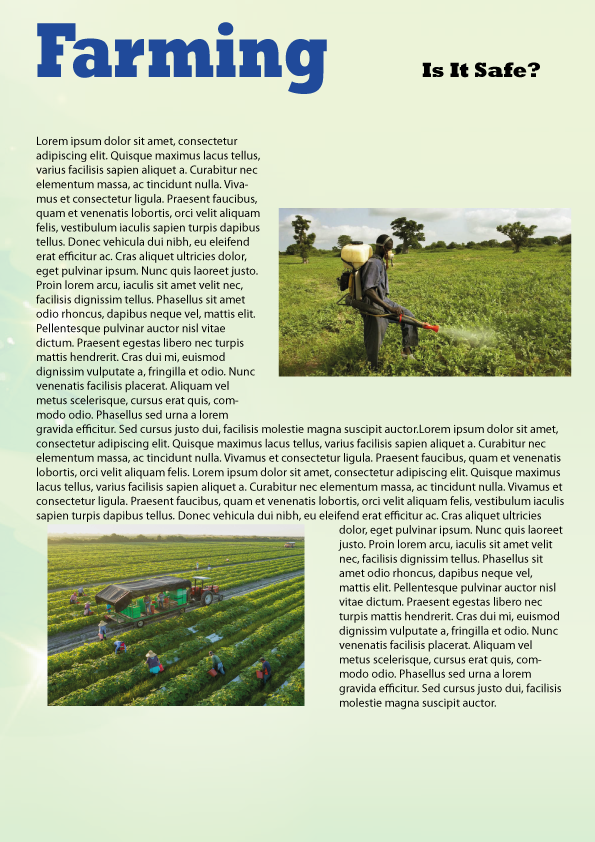 Farming
Is It Safe?
Lorem ipsum dolor sit amet, consectetur
adipiscing elit. Quisque maximus lacus tellus,
varius facilisis sapien aliquet a. Curabitur nec
elementum massa, ac tincidunt nulla. Viva-
mus et consectetur ligula. Praesent faucibus,
quam et venenatis lobortis, orci velit aliquam
felis, vestibulum iaculis sapien turpis dapibus
tellus. Donec vehicula dui nibh, eu eleifend
erat efficitur ac. Cras aliquet ultricies dolor,
eget pulvinar ipsum. Nunc quis laoreet justo.
Proin lorem arcu, iaculis sit amet velit nec,
facilisis dignissim tellus. Phasellus sit amet
odio rhoncus, dapibus neque vel, mattis elit.
Pellentesque pulvinar auctor nisl vitae
dictum. Praesent egestas libero nec turpis
mattis hendrerit. Cras dui mi, euismod
dignissim vulputate a, fringilla et odio. Nunc
venenatis facilisis placerat. Aliquam vel
metus scelerisque, cursus erat quis, com-
modo odio. Phasellus sed urna a lorem
gravida efficitur. Sed cursus justo dui, facilisis molestie magna suscipit auctor.Lorem ipsum dolor sit amet,
consectetur adipiscing elit. Quisque maximus lacus tellus, varius facilisis sapien aliquet a. Curabitur nec
elementum massa, ac tincidunt nulla. Vivamus et consectetur ligula. Praesent faucibus, quam et venenatis
lobortis, orci velit aliquam felis. Lorem ipsum dolor sit amet, consectetur adipiscing elit. Quisque maximus
lacus tellus, varius facilisis sapien aliquet a. Curabitur nec elementum massa, ac tincidunt nulla. Vivamus et
consectetur ligula. Praesent faucibus, quam et venenatis lobortis, orci velit aliquam felis, vestibulum iaculis
sapien turpis dapibus tellus. Donec vehicula dui nibh, eu eleifend erat efficitur ac. Cras aliquet ultricies
dolor, eget pulvinar ipsum. Nunc quis laoreet
justo. Proin lorem arcu, iaculis sit amet velit
nec, facilisis dignissim tellus. Phasellus sit
amet odio rhoncus, dapibus neque vel,
mattis elit. Pellentesque pulvinar auctor nisl
vitae dictum. Praesent egestas libero nec
turpis mattis hendrerit. Cras dui mi, euismod
dignissim vulputate a, fringilla et odio. Nunc
venenatis facilisis placerat. Aliquam vel
metus scelerisque, cursus erat quis, com-
modo odio. Phasellus sed urna a lorem
gravida efficitur. Sed cursus justo dui, facilisis
molestie magna suscipit auctor.